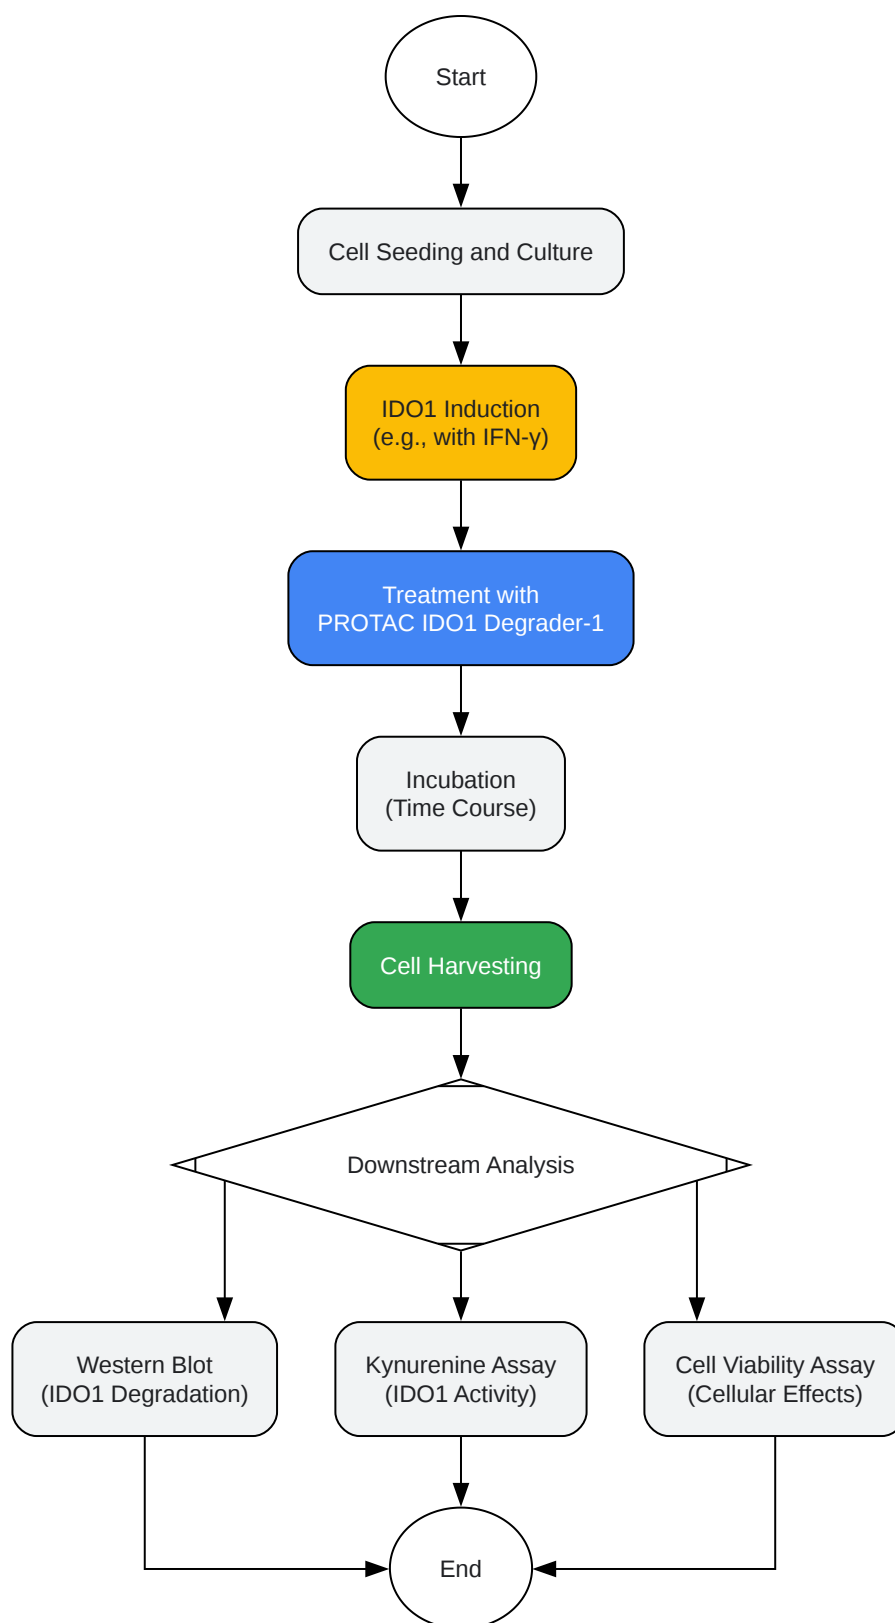 Start
Cell Seeding and Culture
IDO1 Induction
(e.g., with IFN-γ)
Treatment with
PROTAC IDO1 Degrader-1
Incubation
(Time Course)
Cell Harvesting
Downstream Analysis
Western Blot
(IDO1 Degradation)
Kynurenine Assay
(IDO1 Activity)
Cell Viability Assay
(Cellular Effects)
End